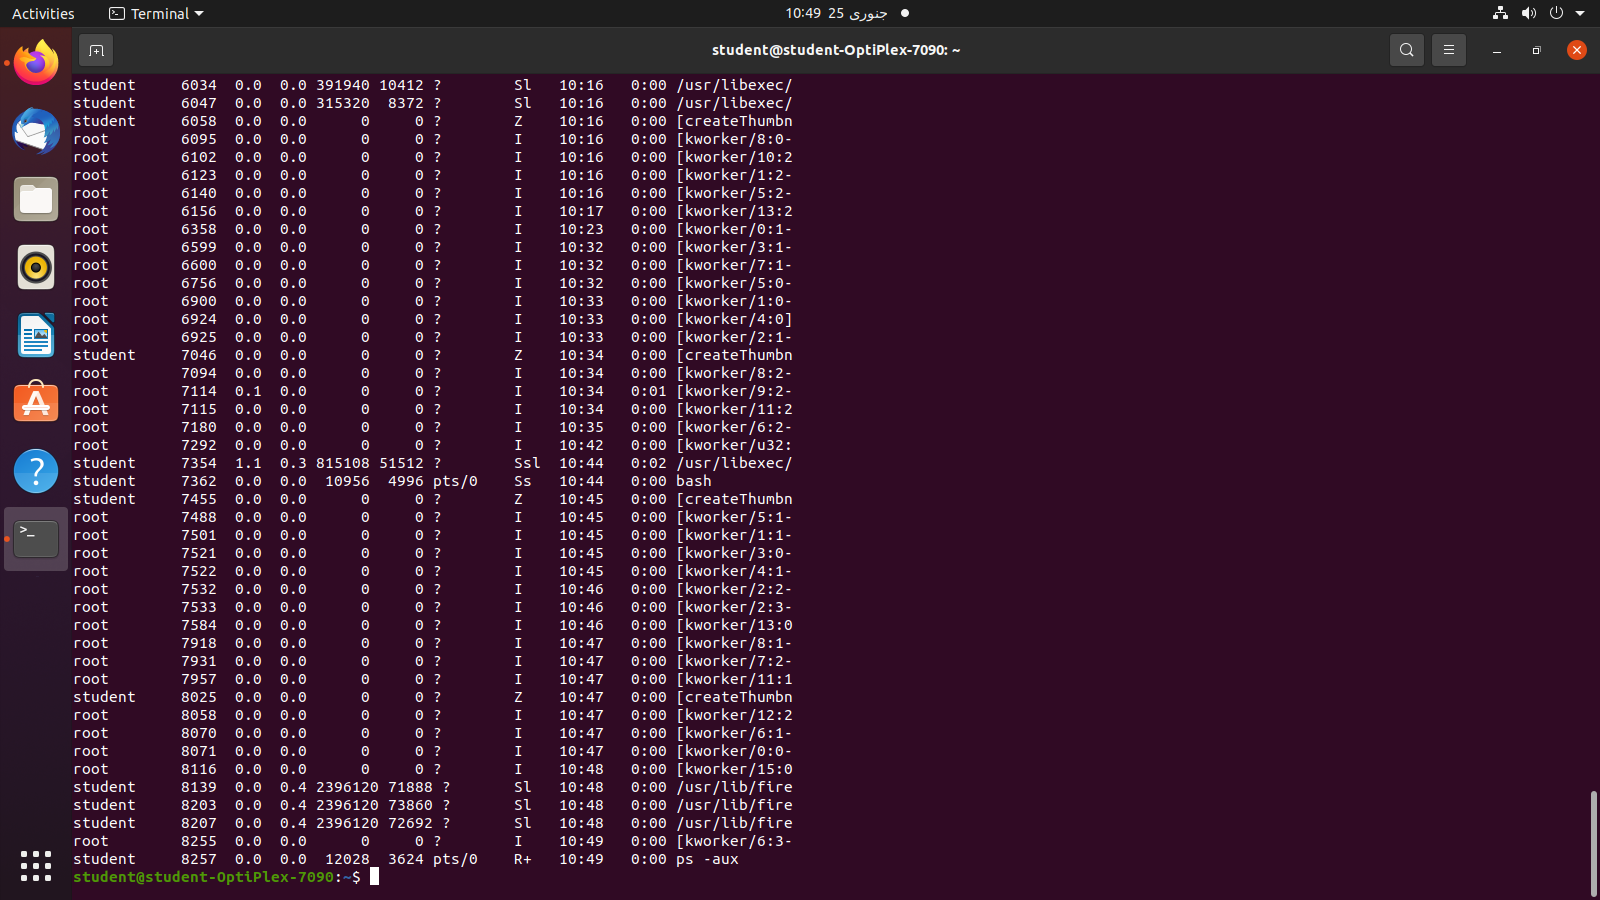 Activities Terminal 10:49 25 جنوری
student@student-OptiPlex-7090: ~
student 6034 0.0 0.0 391940 10412 ? Sl 10:16 0:00 /usr/libexec/
student 6047 0.0 0.0 315320 8372 ? Sl 10:16 0:00 /usr/libexec/
student 6058 0.0 0.0 0 0 ? Z 10:16 0:00 [createThumbn
root 6095 0.0 0.0 0 0 ? I 10:16 0:00 [kworker/8:0-
root 6102 0.0 0.0 0 0 ? I 10:16 0:00 [kworker/10:2
root 6123 0.0 0.0 0 0 ? I 10:16 0:00 [kworker/1:2-
root 6140 0.0 0.0 0 0 ? I 10:16 0:00 [kworker/5:2-
root 6156 0.0 0.0 0 0 ? I 10:17 0:00 [kworker/13:2
root 6358 0.0 0.0 0 0 ? I 10:23 0:00 [kworker/0:1-
root 6599 0.0 0.0 0 0 ? I 10:32 0:00 [kworker/3:1-
root 6600 0.0 0.0 0 0 ? I 10:32 0:00 [kworker/7:1-
root 6756 0.0 0.0 0 0 ? I 10:32 0:00 [kworker/5:0-
root 6900 0.0 0.0 0 0 ? I 10:33 0:00 [kworker/1:0-
root 6924 0.0 0.0 0 0 ? I 10:33 0:00 [kworker/4:0]
root 6925 0.0 0.0 0 0 ? I 10:33 0:00 [kworker/2:1-
student 7046 0.0 0.0 0 0 ? Z 10:34 0:00 [createThumbn
root 7094 0.0 0.0 0 0 ? I 10:34 0:00 [kworker/8:2-
root 7114 0.1 0.0 0 0 ? I 10:34 0:01 [kworker/9:2-
root 7115 0.0 0.0 0 0 ? I 10:34 0:00 [kworker/11:2
root 7180 0.0 0.0 0 0 ? I 10:35 0:00 [kworker/6:2-
root 7292 0.0 0.0 0 0 ? I 10:42 0:00 [kworker/u32:
student 7354 1.1 0.3 815108 51512 ? Ssl 10:44 0:02 /usr/libexec/
student 7362 0.0 0.0 10956 4996 pts/0 Ss 10:44 0:00 bash
student 7455 0.0 0.0 0 0 ? Z 10:45 0:00 [createThumbn
root 7488 0.0 0.0 0 0 ? I 10:45 0:00 [kworker/5:1-
root 7501 0.0 0.0 0 0 ? I 10:45 0:00 [kworker/1:1-
root 7521 0.0 0.0 0 0 ? I 10:45 0:00 [kworker/3:0-
root 7522 0.0 0.0 0 0 ? I 10:45 0:00 [kworker/4:1-
root 7532 0.0 0.0 0 0 ? I 10:46 0:00 [kworker/2:2-
root 7533 0.0 0.0 0 0 ? I 10:46 0:00 [kworker/2:3-
root 7584 0.0 0.0 0 0 ? I 10:46 0:00 [kworker/13:0
root 7918 0.0 0.0 0 0 ? I 10:47 0:00 [kworker/8:1-
root 7931 0.0 0.0 0 0 ? I 10:47 0:00 [kworker/7:2-
root 7957 0.0 0.0 0 0 ? I 10:47 0:00 [kworker/11:1
student 8025 0.0 0.0 0 0 ? Z 10:47 0:00 [createThumbn
root 8058 0.0 0.0 0 0 ? I 10:47 0:00 [kworker/12:2
root 8070 0.0 0.0 0 0 ? I 10:47 0:00 [kworker/6:1-
root 8071 0.0 0.0 0 0 ? I 10:47 0:00 [kworker/0:0-
root 8116 0.0 0.0 0 0 ? I 10:48 0:00 [kworker/15:0
student 8139 0.0 0.4 2396120 71888 ? Sl 10:48 0:00 /usr/lib/fire
student 8203 0.0 0.4 2396120 73860 ? Sl 10:48 0:00 /usr/lib/fire
student 8207 0.0 0.4 2396120 72692 ? Sl 10:48 0:00 /usr/lib/fire
root 8255 0.0 0.0 0 0 ? I 10:49 0:00 [kworker/6:3-
student 8257 0.0 0.0 12028 3624 pts/0 R+ 10:49 0:00 ps -aux
student@student-OptiPlex-7090:~$